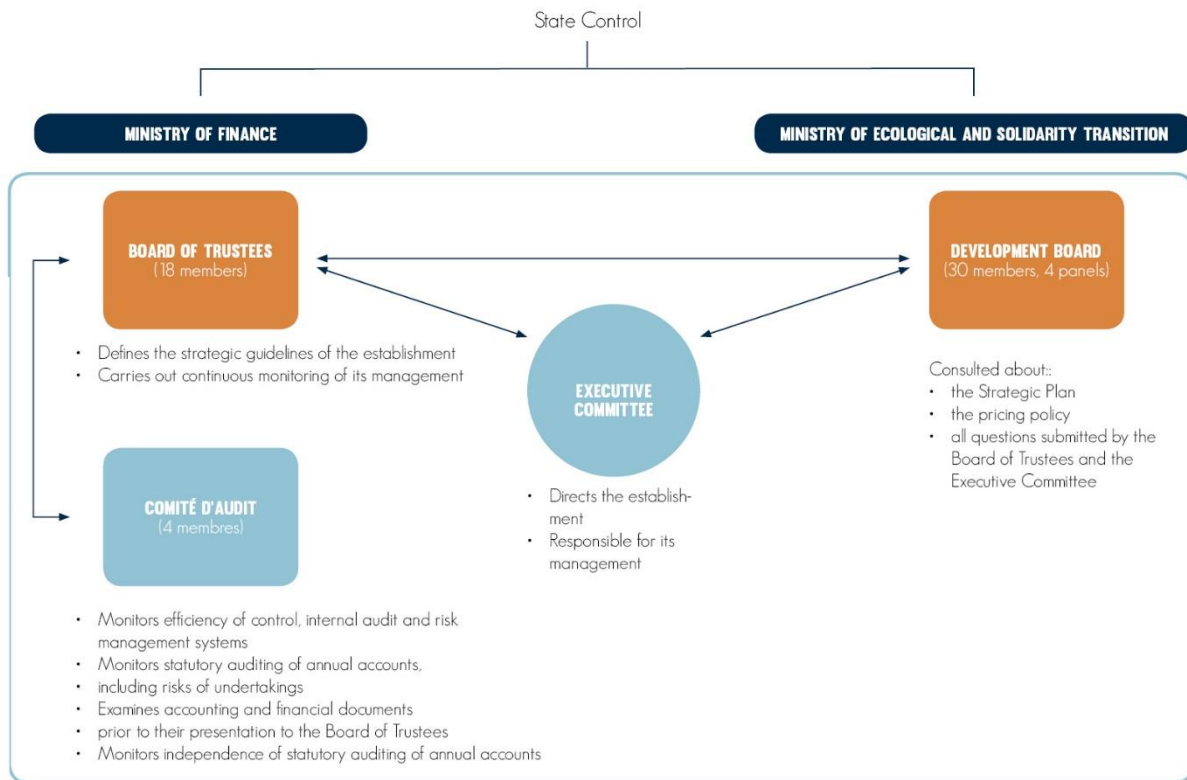 State Control
MINISTRY OF FINANCE
MINISTRY OF ECOLOGICAL AND SOLIDARITY TRANSITION
BOARD OF TRUSTEES
(18 members)
• Defines the strategic guidelines of the establishment
• Carries out continuous monitoring of its management
DEVELOPMENT BOARD
(30 members, 4 panels)
Consulted about::
• the Strategic Plan
• the pricing policy
• all questions submitted by the
Board of Trustees and the
Executive Committee
EXECUTIVE
COMMITTEE
• Directs the establish-
ment
• Responsible for its
management
COMITÉ D'AUDIT
(4 membres)
• Monitors efficiency of control, internal audit and risk
management systems
• Monitors statutory auditing of annual accounts,
• including risks of undertakings
• Examines accounting and financial documents
• prior to their presentation to the Board of Trustees
• Monitors independence of statutory auditing of annual accounts